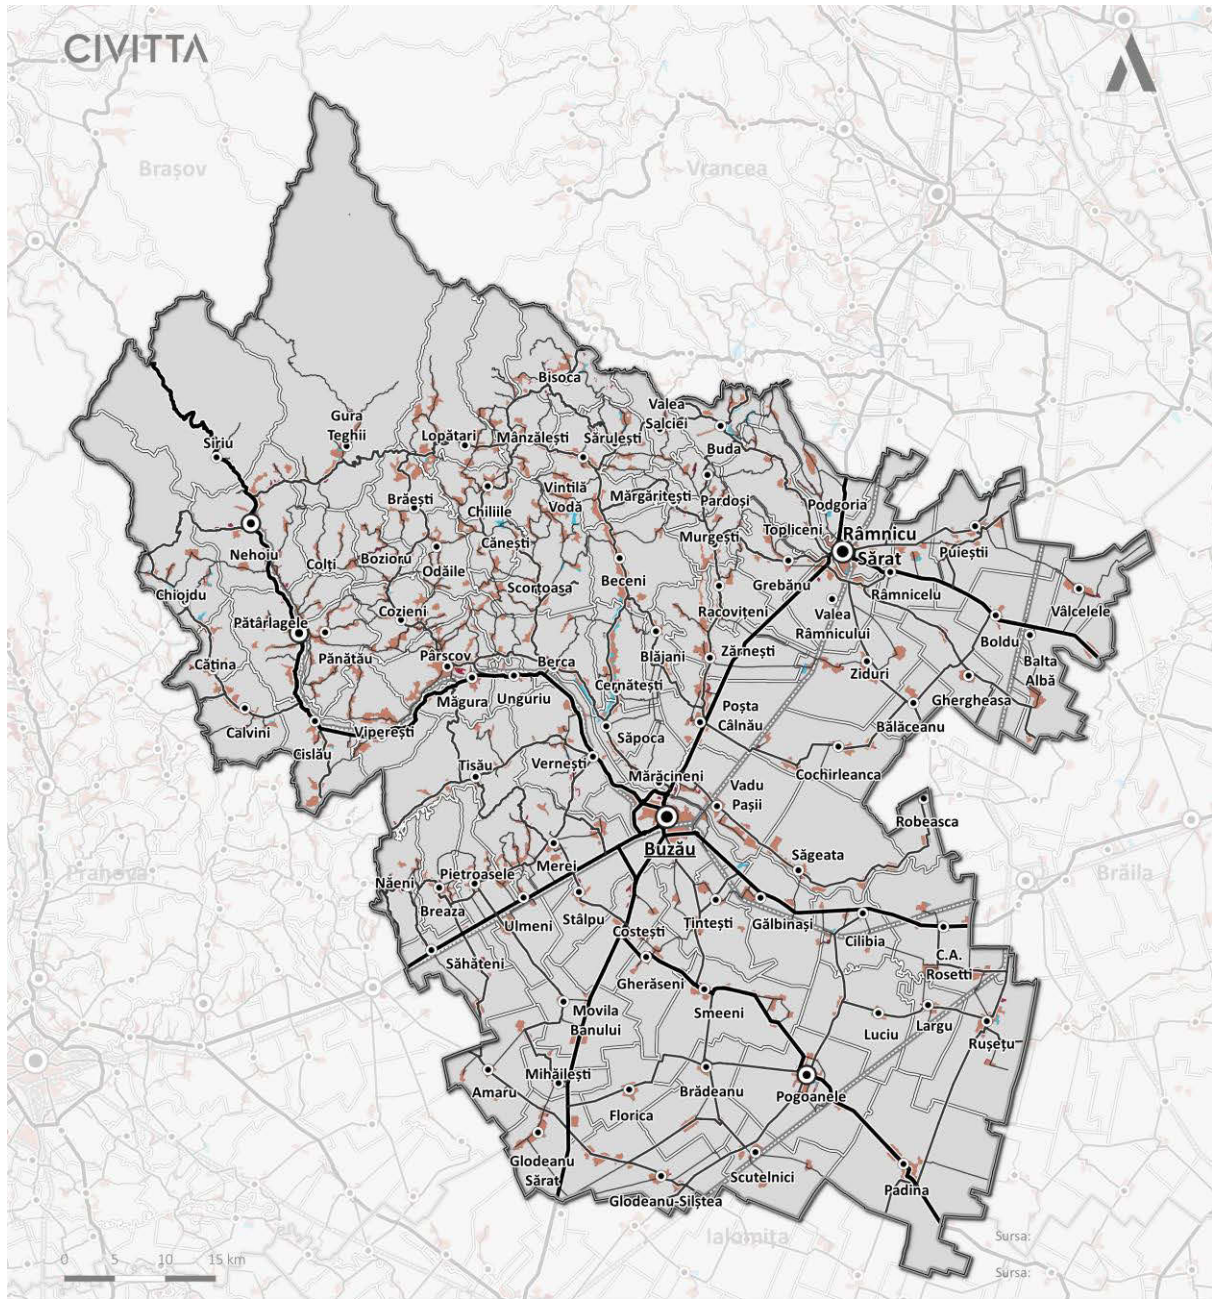 CIVITTA
Brașov
Vrancea
Bisoca
Valea
Salciei
Gura
Teghii
Lopătari
Mânzălești
Sărulești
Buda
Siriu
Brăești
Vintilă
Vodă
Mărgăritești
Pardoși
Podgoria
Chiliile
Topliceni
Râmnicu
Sărat
Nehoiu
Colți
Bozioru
Cănești
Murgești
Puieștii
Odăile
Beceni
Grebănu
Râmnicelu
Chiojdu
Scorțoasa
Vâlcelele
Cozieni
Racovițeni
Valea
Râmnicului
Pătârlagele
Boldu
Pănătău
Pârscov
Berca
Blăjani
Zărnești
Balta
Albă
Cătina
Ziduri
Măgura
Unguriu
Cernătești
Ghergheasa
Calvini
Viperești
Poșta
Câlnău
Bălăceanu
Cislău
Săpoca
Tisău
Vernești
Mărăcineni
Cochirleanca
Vadu
Pașii
Robeasca
Buzău
Săgeata
Merei
Prahova
Năeni
Pietroasele
Brăila
Breaza
Ulmeni
Stâlpu
Costești
Țintești
Gălbinași
Cilibia
C.A.
Rosetti
Săhăteni
Gherăseni
Movila
Banului
Smeeni
Luciu
Largu
Rușețu
Mihăilești
Amaru
Brădeanu
Pogoanele
Florica
Glodeanu
Sărat
Scutelnici
Padina
Glodeanu-Siliștea
Ialomița
Sursa:
0 5 10 15 km
Sursa: